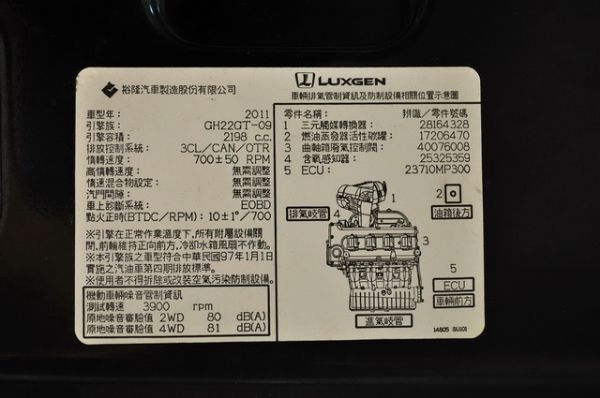 裕隆汽車製造股份有限公司
車型年: 2011
引擎族: GH22GT-09
引擎容積: 2198 c.c.
排放控制系統: 3CL/CAN/OTR
惰轉速度: 700±50 RPM
高惰轉速度: 無需調整
惰速混合物設定: 無需調整
汽門間隙: 無需調整
車上診斷系統: EOBD
點火正時(BTDC/RPM): 10±1°/700
※引擎在正常作業溫度下,所有附屬設備關
閉,前輪維持正向前方,冷卻水箱風扇不作動。
※本引擎族之車型符合中華民國97年1月1日
實施之汽油車第四期排放標準。
※使用者不得拆除或改裝空氣污染防制設備。
機動車輛噪音管制資訊
測試轉速 3900 rpm
原地噪音審驗值 2WD 80 dB(A)
原地噪音審驗值 4WD 81 dB(A)
LUXGEN
車輛排氣管制資訊及防制設備相關位置示意圖
零件名稱: 辨識/零件號碼
1 三元觸媒轉換器: 28164328
2 燃油蒸發器活性碳罐: 17206470
3 曲軸箱廢氣控制閥: 40076008
4 含氧感知器: 25325359
5 ECU: 23710MP300
1
2
排氣岐管
4
油箱後方
3
5
ECU
車輛前方
進氣岐管
14805 BU101